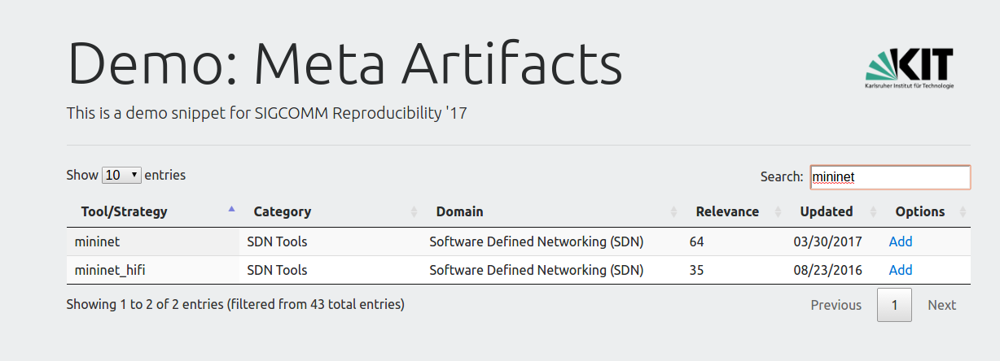 Demo: Meta Artifacts
KIT
Karlsruher Institut für Technologie
This is a demo snippet for SIGCOMM Reproducibility '17
Show 10 entries Search: mininet
Tool/Strategy Category Domain Relevance Updated Options
mininet SDN Tools Software Defined Networking (SDN) 64 03/30/2017 Add
mininet_hifi SDN Tools Software Defined Networking (SDN) 35 08/23/2016 Add
Showing 1 to 2 of 2 entries (filtered from 43 total entries) Previous 1 Next